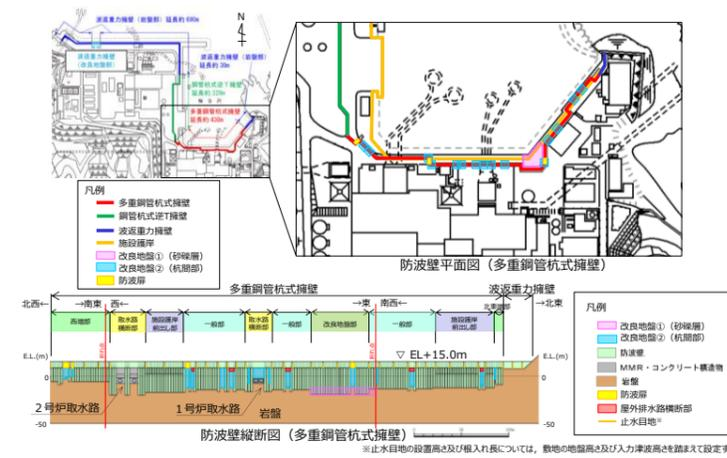 波返重力擁壁（岩盤部）延長約680m
N
波返重力擁壁
（改良地盤部）
波返重力擁壁（岩盤部）
延長約30m
鋼管杭式逆T擁壁
延長約320m
多重鋼管杭式擁壁
延長約430m
凡例
多重鋼管杭式擁壁
鋼管杭式逆T擁壁
波返重力擁壁
施設護岸
改良地盤①（砂礫層）
改良地盤②（杭間部）
防波扉
防波壁平面図（多重鋼管杭式擁壁）
多重鋼管杭式擁壁
波返重力擁壁
北西←
→南東
西←
→東
南西←
→北東
西端部
取水路
横断部
施設護岸
前出し部
一般部
取水路
横断部
一般部
改良地盤部
一般部
施設護岸
前出し部
北東端部
E.L.(m)
▽ EL+15.0m
E.L.(m)
0
0
２号炉取水路
１号炉取水路
岩盤
-50
-50
防波壁縦断図（多重鋼管杭式擁壁）
凡例
改良地盤①（砂礫層）
改良地盤②（杭間部）
防波壁
MMR・コンクリート構造物
岩盤
防波扉
屋外排水路横断部
止水目地※
※止水目地の設置高さ及び根入れ長については，敷地の地盤高さ及び入力津波高さを踏まえて設定す